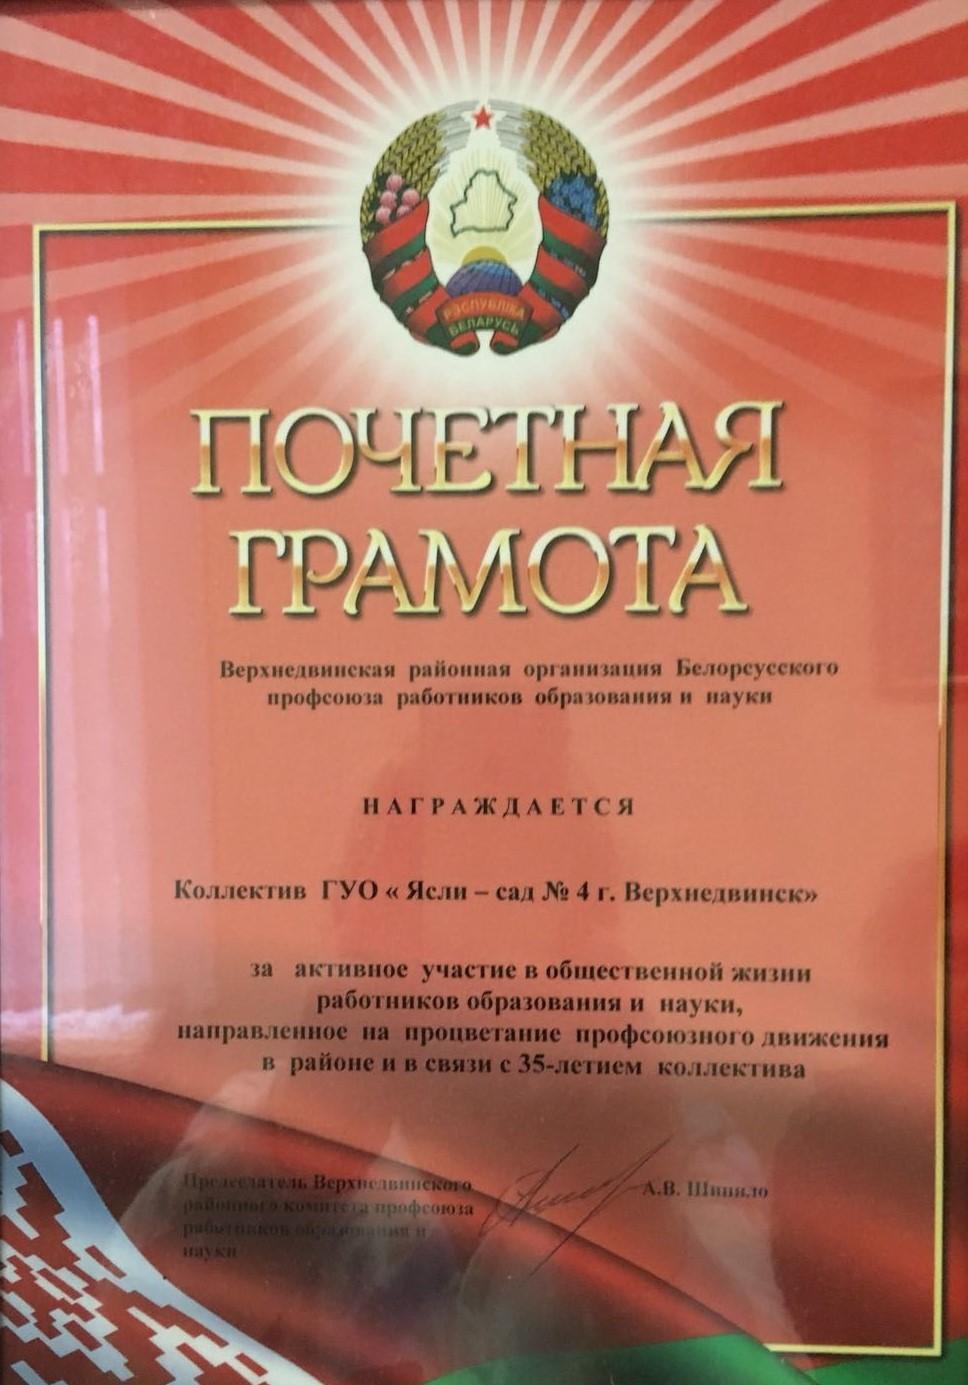 РЭСПУБЛІКА
БЕЛАРУСЬ
ПОЧЕТНАЯ
ГРАМОТА
Верхнедвинская районная организация Белорсусского
профсоюза работников образования и науки
НАГРАЖДАЕТСЯ
Коллектив ГУО « Ясли – сад № 4 г. Верхнедвинск»
за активное участие в общественной жизни
работников образования и науки,
направленное на процветание профсоюзного движения
в районе и в связи с 35-летием коллектива
Председатель Верхнедвинского
районного комитета профсоюза А.В. Шипяло
работников образования и
науки